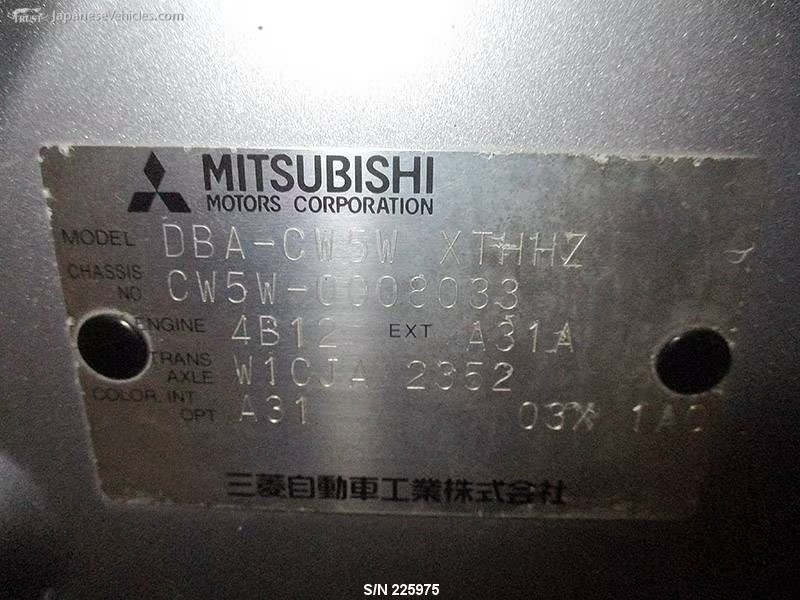 TRUST JapaneseVehicles.com
MITSUBISHI
MOTORS CORPORATION
MODEL DBA-CW5W XTHHZ
CHASSIS NO. CW5W-0008033
ENGINE 4B12 EXT A31A
TRANS AXLE W1CJA 2352
COLOR, INT OPT A31 03X
三菱自動車工業株式会社
S/N 225975